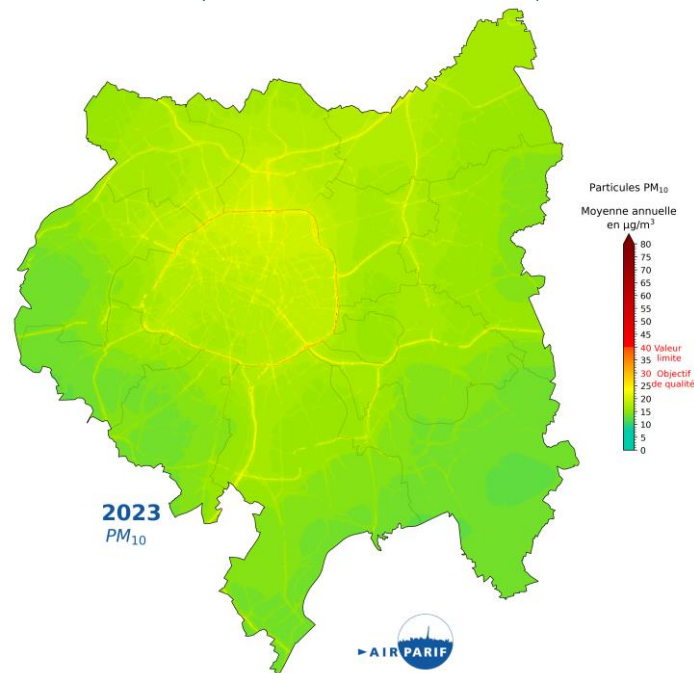 Particules PM₁₀
Moyenne annuelle
en µg/m³
80
75
70
65
60
55
50
45
40 Valeur limite
35
30 Objectif de qualité
25
20
15
10
5
0
2023
PM₁₀
AIRPARIF